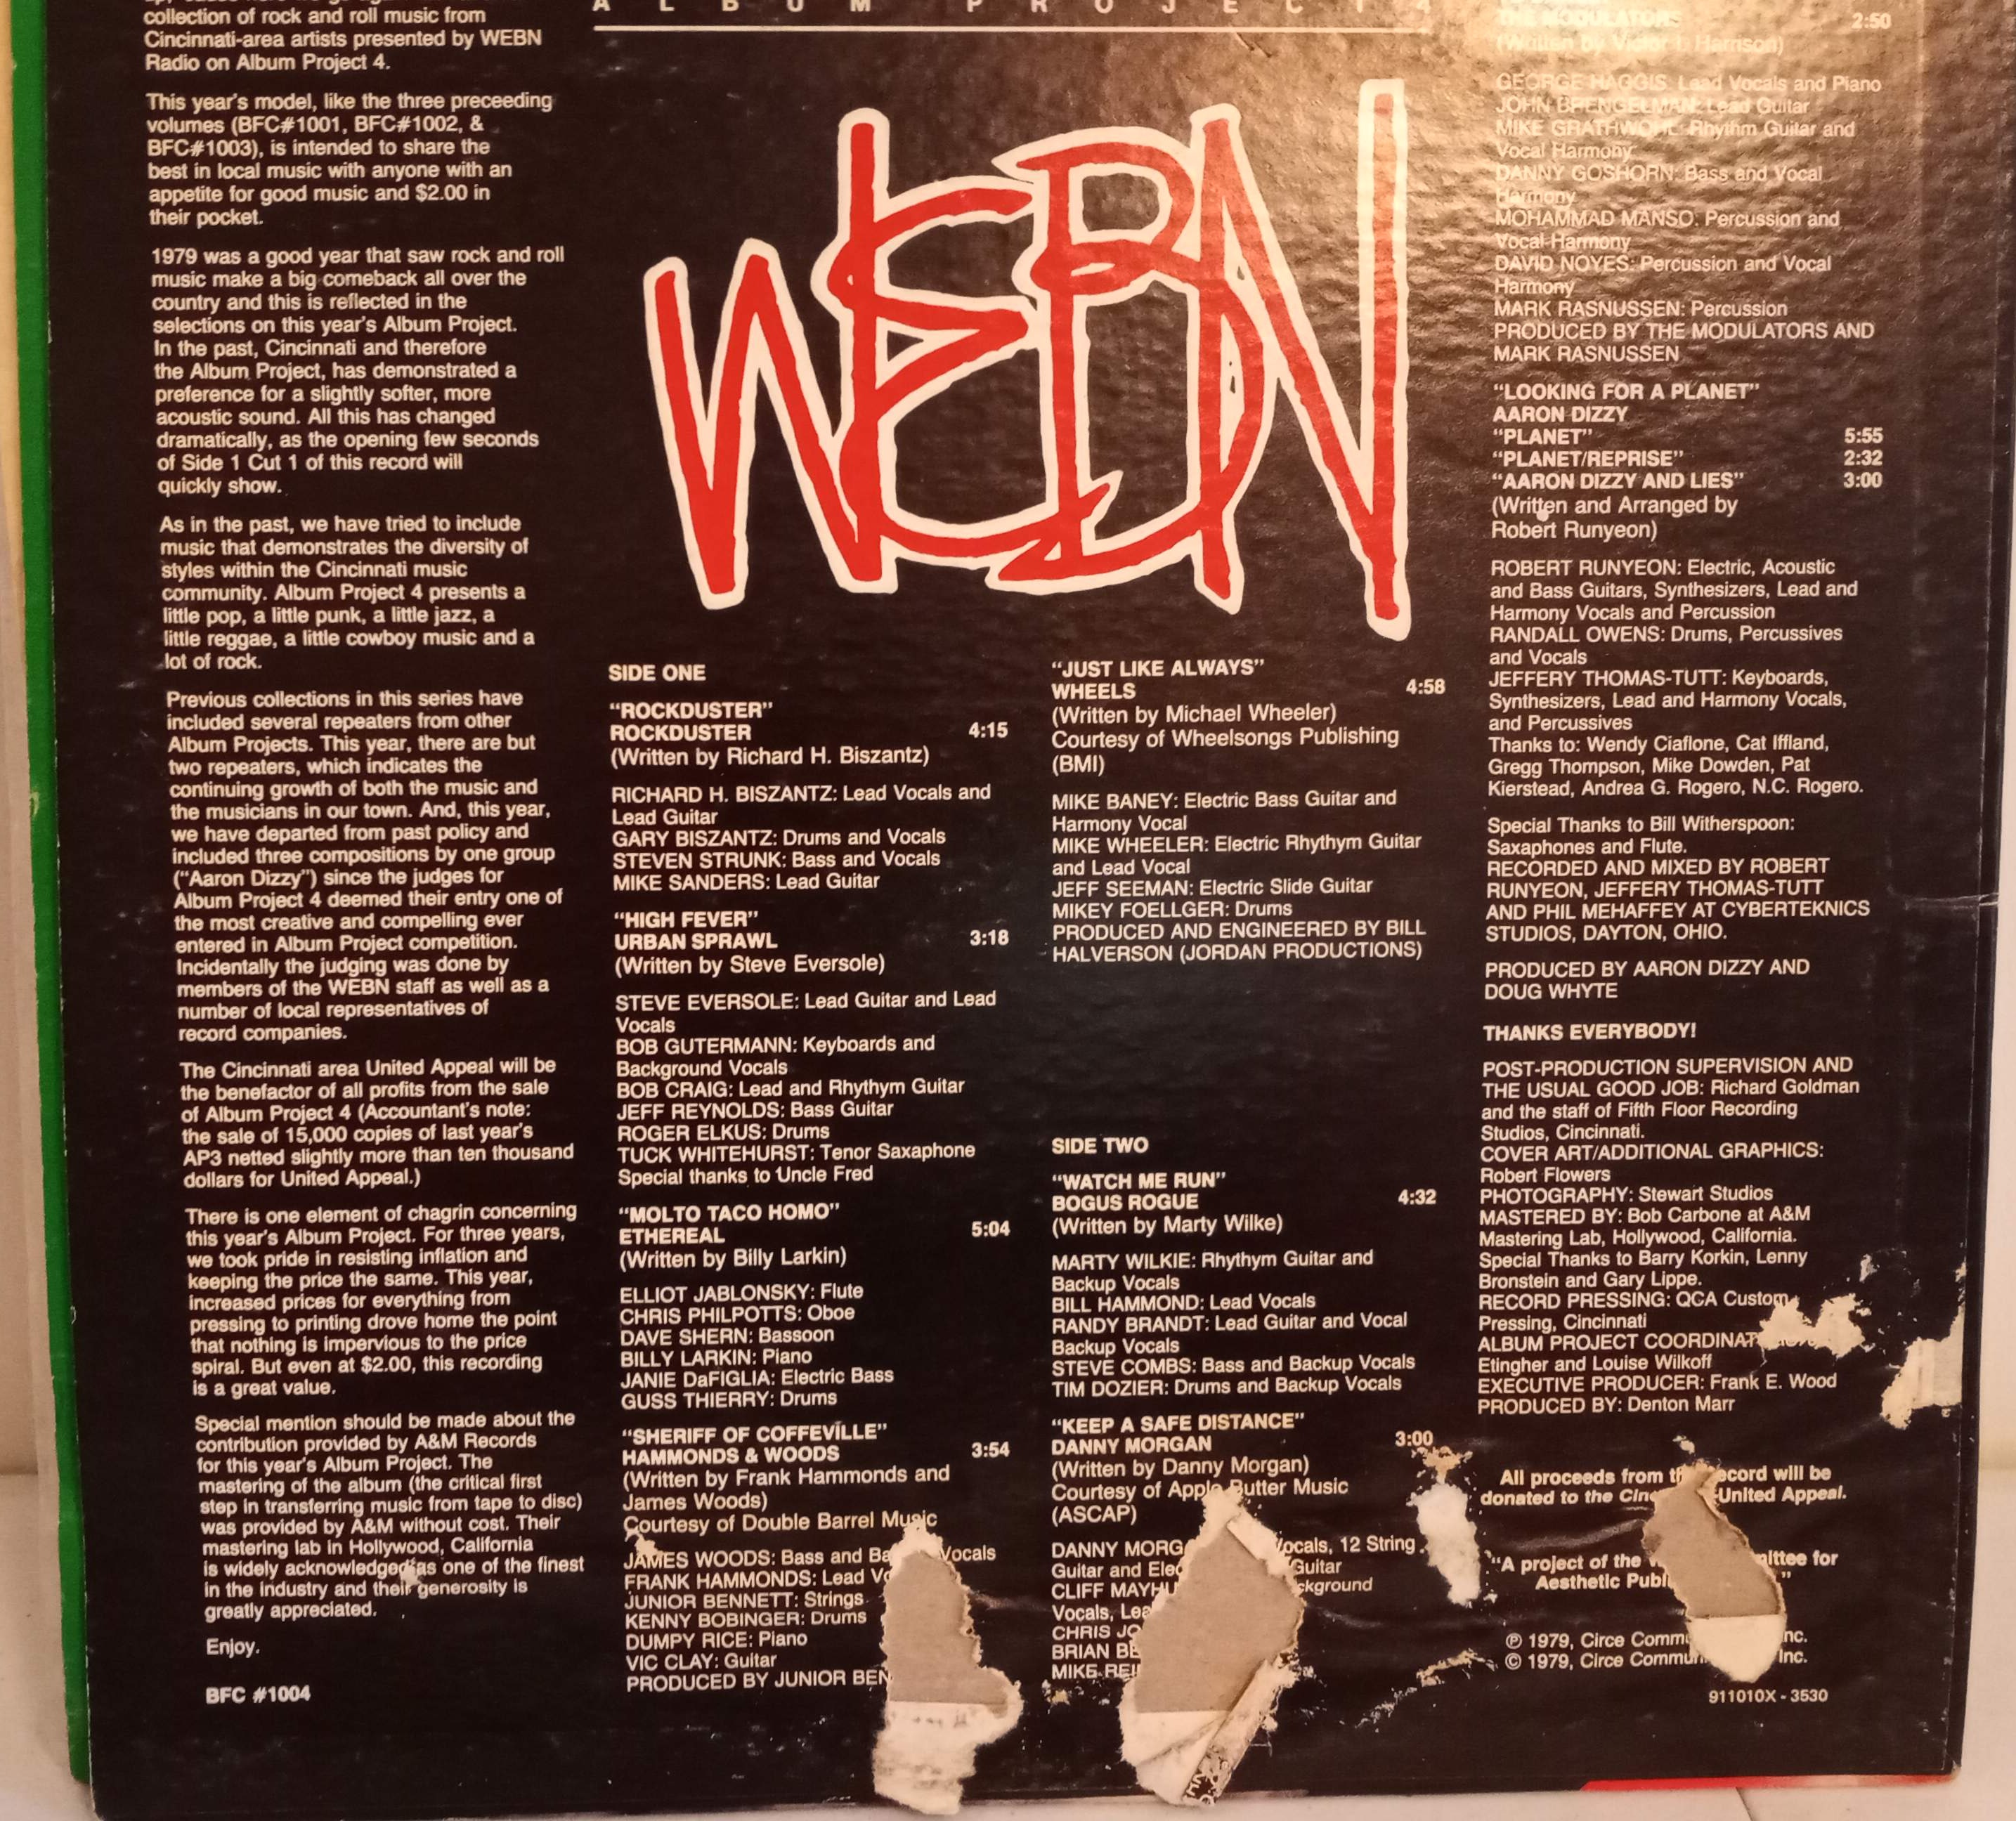 collection of rock and roll music from
Cincinnati-area artists presented by WEBN
Radio on Album Project 4.
This year's model, like the three preceeding
volumes (BFC#1001, BFC#1002, &
BFC#1003), is intended to share the
best in local music with anyone with an
appetite for good music and $2.00 in
their pocket.
1979 was a good year that saw rock and roll
music make a big comeback all over the
country and this is reflected in the
selections on this year's Album Project.
In the past, Cincinnati and therefore
the Album Project, has demonstrated a
preference for a slightly softer, more
acoustic sound. All this has changed
dramatically, as the opening few seconds
of Side 1 Cut 1 of this record will
quickly show.
As in the past, we have tried to include
music that demonstrates the diversity of
styles within the Cincinnati music
community. Album Project 4 presents a
little pop, a little punk, a little jazz, a
little reggae, a little cowboy music and a
lot of rock.
Previous collections in this series have
included several repeaters from other
Album Projects. This year, there are but
two repeaters, which indicates the
continuing growth of both the music and
the musicians in our town. And, this year,
we have departed from past policy and
included three compositions by one group
("Aaron Dizzy") since the judges for
Album Project 4 deemed their entry one of
the most creative and compelling ever
entered in Album Project competition.
Incidentally the judging was done by
members of the WEBN staff as well as a
number of local representatives of
record companies.
The Cincinnati area United Appeal will be
the benefactor of all profits from the sale
of Album Project 4 (Accountant's note:
the sale of 15,000 copies of last year's
AP3 netted slightly more than ten thousand
dollars for United Appeal.)
There is one element of chagrin concerning
this year's Album Project. For three years,
we took pride in resisting inflation and
keeping the price the same. This year,
increased prices for everything from
pressing to printing drove home the point
that nothing is impervious to the price
spiral. But even at $2.00, this recording
is a great value.
Special mention should be made about the
contribution provided by A&M Records
for this year's Album Project. The
mastering of the album (the critical first
step in transferring music from tape to disc)
was provided by A&M without cost. Their
mastering lab in Hollywood, California
is widely acknowledged as one of the finest
in the industry and their generosity is
greatly appreciated.
Enjoy.
BFC #1004
ALBUM PROJECT 4
WEBN
SIDE ONE
"ROCKDUSTER"
ROCKDUSTER 4:15
(Written by Richard H. Biszantz)
RICHARD H. BISZANTZ: Lead Vocals and
Lead Guitar
GARY BISZANTZ: Drums and Vocals
STEVEN STRUNK: Bass and Vocals
MIKE SANDERS: Lead Guitar
"HIGH FEVER"
URBAN SPRAWL 3:18
(Written by Steve Eversole)
STEVE EVERSOLE: Lead Guitar and Lead
Vocals
BOB GUTERMANN: Keyboards and
Background Vocals
BOB CRAIG: Lead and Rhythym Guitar
JEFF REYNOLDS: Bass Guitar
ROGER ELKUS: Drums
TUCK WHITEHURST: Tenor Saxaphone
Special thanks to Uncle Fred
"MOLTO TACO HOMO"
ETHEREAL 5:04
(Written by Billy Larkin)
ELLIOT JABLONSKY: Flute
CHRIS PHILPOTTS: Oboe
DAVE SHERN: Bassoon
BILLY LARKIN: Piano
JANIE DaFIGLIA: Electric Bass
GUSS THIERRY: Drums
"SHERIFF OF COFFEVILLE"
HAMMONDS & WOODS 3:54
(Written by Frank Hammonds and
James Woods)
Courtesy of Double Barrel Music
JAMES WOODS: Bass and Vocals
FRANK HAMMONDS: Lead
JUNIOR BENNETT: Strings
KENNY BOBINGER: Drums
DUMPY RICE: Piano
VIC CLAY: Guitar
PRODUCED BY JUNIOR
"JUST LIKE ALWAYS"
WHEELS 4:58
(Written by Michael Wheeler)
Courtesy of Wheelsongs Publishing
(BMI)
MIKE BANEY: Electric Bass Guitar and
Harmony Vocal
MIKE WHEELER: Electric Rhythym Guitar
and Lead Vocal
JEFF SEEMAN: Electric Slide Guitar
MIKEY FOELLGER: Drums
PRODUCED AND ENGINEERED BY BILL
HALVERSON (JORDAN PRODUCTIONS)
SIDE TWO
"WATCH ME RUN"
BOGUS ROGUE 4:32
(Written by Marty Wilke)
MARTY WILKIE: Rhythym Guitar and
Backup Vocals
BILL HAMMOND: Lead Vocals
RANDY BRANDT: Lead Guitar and Vocal
Backup Vocals
STEVE COMBS: Bass and Backup Vocals
TIM DOZIER: Drums and Backup Vocals
"KEEP A SAFE DISTANCE"
DANNY MORGAN 3:00
(Written by Danny Morgan)
Courtesy of Apple Butter Music
(ASCAP)
DANNY Vocals, 12 String
Guitar and Guitar
CLIFF
Vocals,
CHRIS
BRIAN
MIKE
THE MODULATORS 2:50
(Written by Victor I. Harrison)
GEORGE HAGGIS: Lead Vocals and Piano
JOHN BRENGELMAN: Lead Guitar
MIKE GRATHWOHL: Rhythm Guitar and
Vocal Harmony
DANNY GOSHORN: Bass and Vocal
Harmony
MOHAMMAD MANSO: Percussion and
Vocal Harmony
DAVID NOYES: Percussion and Vocal
Harmony
MARK RASNUSSEN: Percussion
PRODUCED BY THE MODULATORS AND
MARK RASNUSSEN
"LOOKING FOR A PLANET"
AARON DIZZY
"PLANET" 5:55
"PLANET/REPRISE" 2:32
"AARON DIZZY AND LIES" 3:00
(Written and Arranged by
Robert Runyeon)
ROBERT RUNYEON: Electric, Acoustic
and Bass Guitars, Synthesizers, Lead and
Harmony Vocals and Percussion
RANDALL OWENS: Drums, Percussives
and Vocals
JEFFERY THOMAS-TUTT: Keyboards,
Synthesizers, Lead and Harmony Vocals,
and Percussives
Thanks to: Wendy Ciaflone, Cat Iffland,
Gregg Thompson, Mike Dowden, Pat
Kierstead, Andrea G. Rogero, N.C. Rogero.
Special Thanks to Bill Witherspoon:
Saxaphones and Flute.
RECORDED AND MIXED BY ROBERT
RUNYEON, JEFFERY THOMAS-TUTT
AND PHIL MEHAFFEY AT CYBERTEKNICS
STUDIOS, DAYTON, OHIO.
PRODUCED BY AARON DIZZY AND
DOUG WHYTE
THANKS EVERYBODY!
POST-PRODUCTION SUPERVISION AND
THE USUAL GOOD JOB: Richard Goldman
and the staff of Fifth Floor Recording
Studios, Cincinnati.
COVER ART/ADDITIONAL GRAPHICS:
Robert Flowers
PHOTOGRAPHY: Stewart Studios
MASTERED BY: Bob Carbone at A&M
Mastering Lab, Hollywood, California.
Special Thanks to Barry Korkin, Lenny
Bronstein and Gary Lippe.
RECORD PRESSING: QCA Custom
Pressing, Cincinnati
ALBUM PROJECT
Etingher and Louise Wilkoff
EXECUTIVE PRODUCER: Frank E. Wood
PRODUCED BY: Denton Marr
All proceeds from record will be
donated to the United Appeal.
"A project of the for
Aesthetic
℗ 1979, Circe Inc.
© 1979, Circe Inc.
911010X - 3530